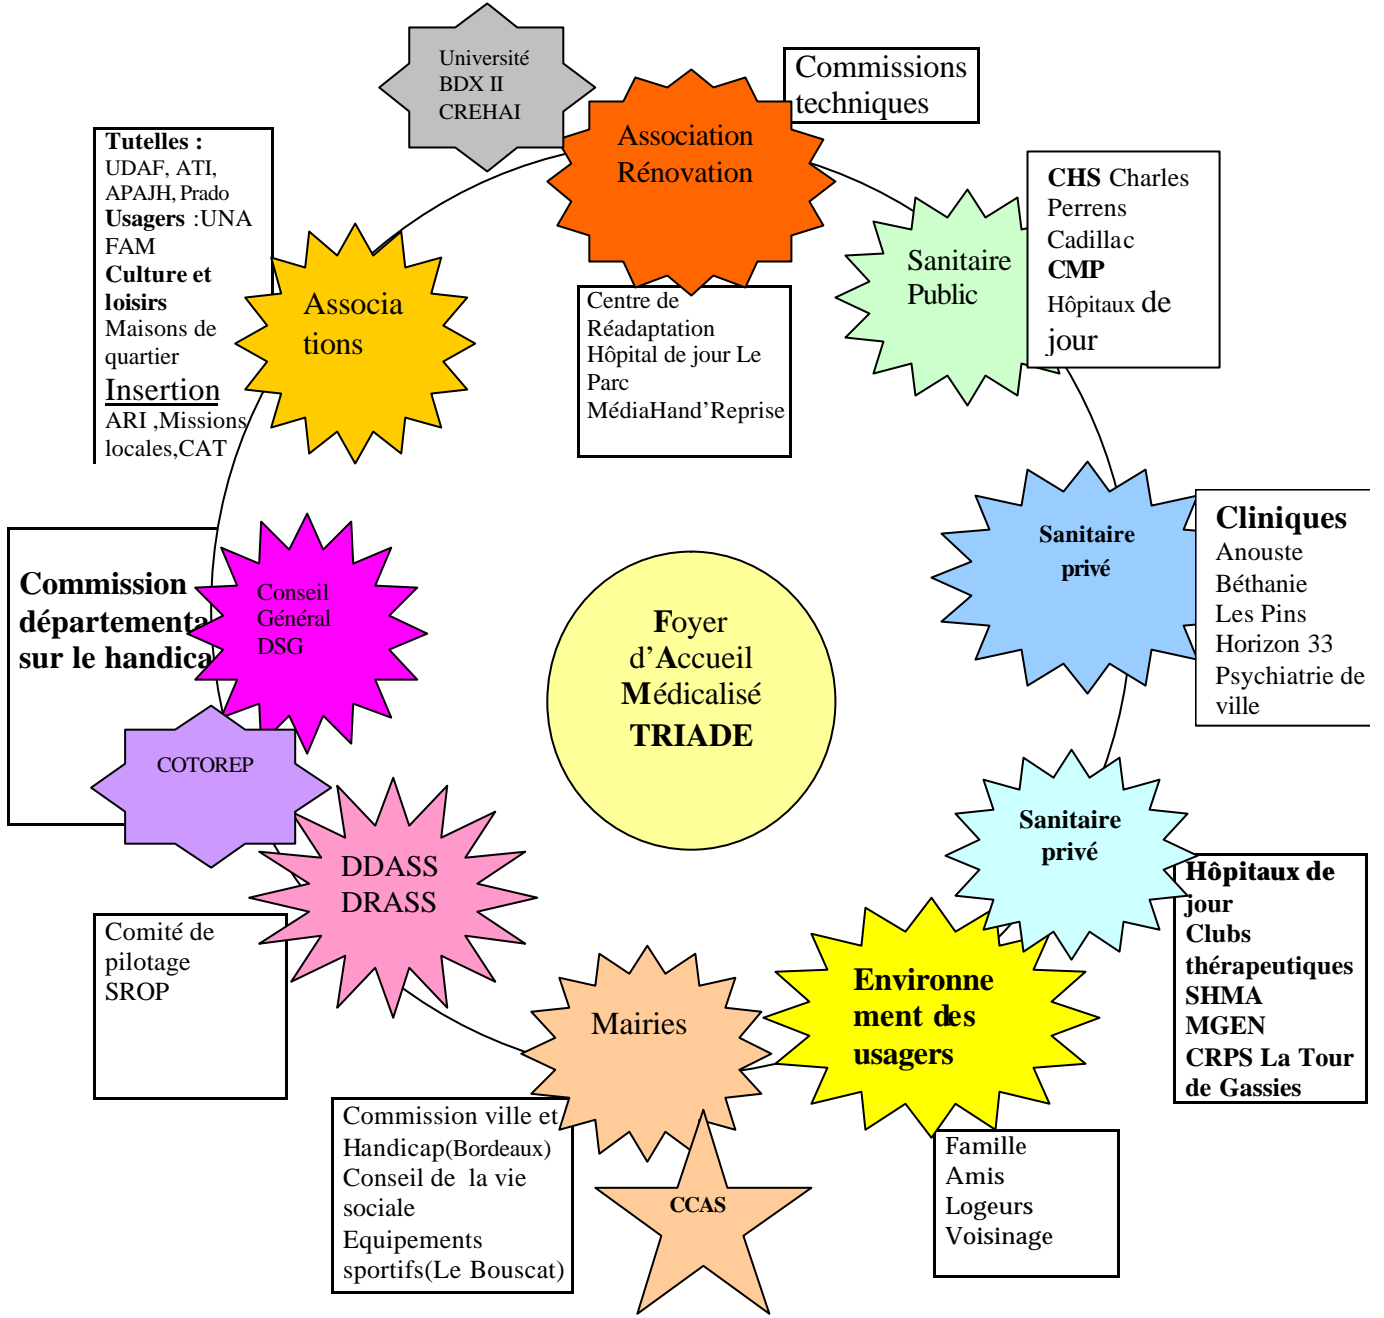 Université
BDX II
CREHAI
Commissions
techniques
Association
Rénovation
Centre de
Réadaptation
Hôpital de jour Le
Parc
MédiaHand’Reprise
Tutelles :
UDAF, ATI,
APAJH, Prado
Usagers :UNA
FAM
Culture et
loisirs
Maisons de
quartier
Insertion
ARI ,Missions
locales,CAT
Associa
tions
Sanitaire
Public
CHS Charles
Perrens
Cadillac
CMP
Hôpitaux de
jour
Sanitaire
privé
Cliniques
Anouste
Béthanie
Les Pins
Horizon 33
Psychiatrie de
ville
Commission
départementa
sur le handica
Conseil
Général
DSG
Foyer
d’Accueil
Médicalisé
TRIADE
COTOREP
DDASS
DRASS
Comité de
pilotage
SROP
Sanitaire
privé
Hôpitaux de
jour
Clubs
thérapeutiques
SHMA
MGEN
CRPS La Tour
de Gassies
Environne
ment des
usagers
Famille
Amis
Logeurs
Voisinage
Mairies
Commission ville et
Handicap(Bordeaux)
Conseil de la vie
sociale
Equipements
sportifs(Le Bouscat)
CCAS